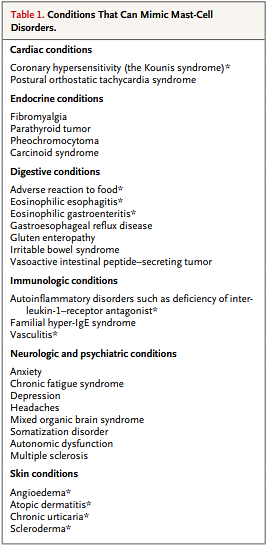 Table 1. Conditions That Can Mimic Mast-Cell
Disorders.
Cardiac conditions
Coronary hypersensitivity (the Kounis syndrome)*
Postural orthostatic tachycardia syndrome
Endocrine conditions
Fibromyalgia
Parathyroid tumor
Pheochromocytoma
Carcinoid syndrome
Digestive conditions
Adverse reaction to food*
Eosinophilic esophagitis*
Eosinophilic gastroenteritis*
Gastroesophageal reflux disease
Gluten enteropathy
Irritable bowel syndrome
Vasoactive intestinal peptide–secreting tumor
Immunologic conditions
Autoinflammatory disorders such as deficiency of inter-
leukin-1–receptor antagonist*
Familial hyper-IgE syndrome
Vasculitis*
Neurologic and psychiatric conditions
Anxiety
Chronic fatigue syndrome
Depression
Headaches
Mixed organic brain syndrome
Somatization disorder
Autonomic dysfunction
Multiple sclerosis
Skin conditions
Angioedema*
Atopic dermatitis*
Chronic urticaria*
Scleroderma*